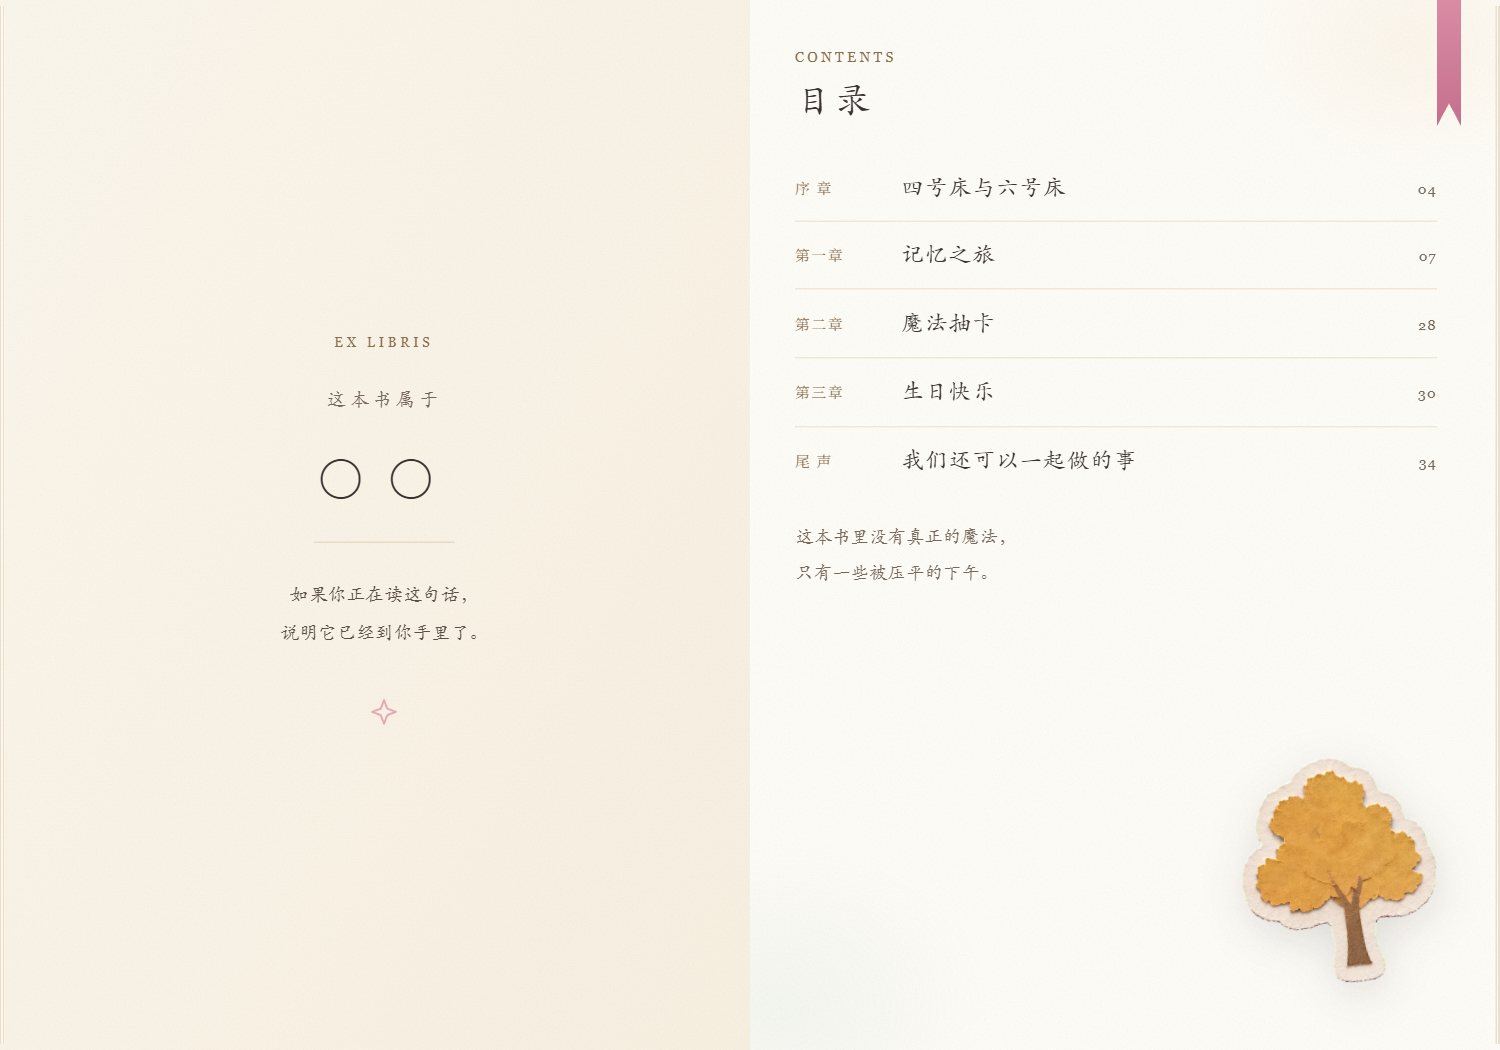 EX LIBRIS
这本书属于
○○
如果你正在读这句话，
说明它已经到你手里了。
CONTENTS
目录
序章 四号床与六号床 04
第一章 记忆之旅 07
第二章 魔法抽卡 28
第三章 生日快乐 30
尾声 我们还可以一起做的事 34
这本书里没有真正的魔法，
只有一些被压平的下午。